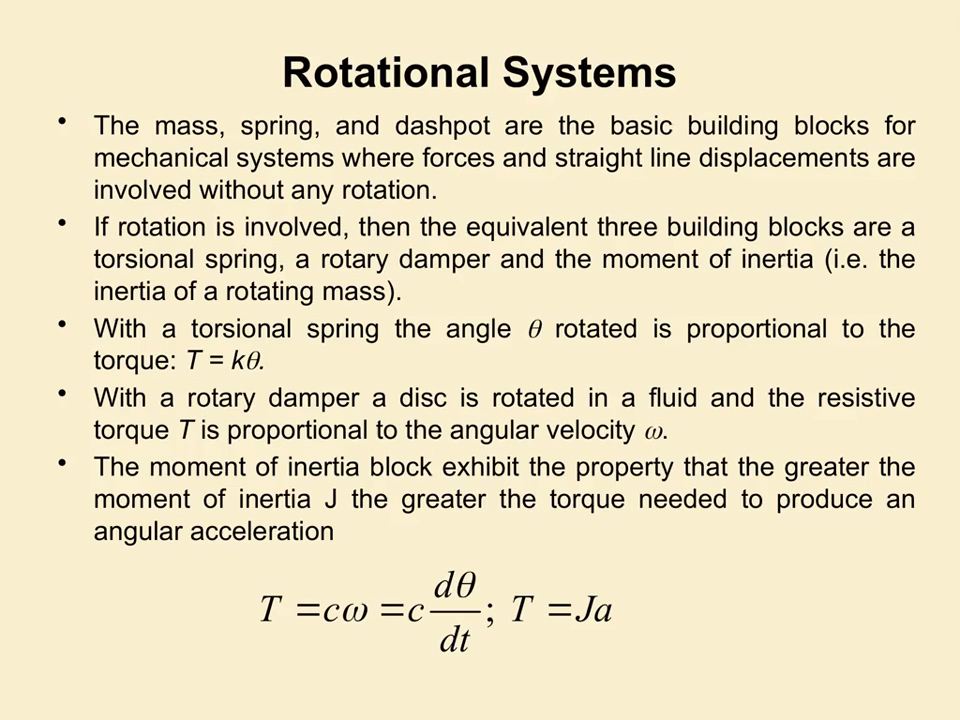 Rotational Systems
• The mass, spring, and dashpot are the basic building blocks for
mechanical systems where forces and straight line displacements are
involved without any rotation.
• If rotation is involved, then the equivalent three building blocks are a
torsional spring, a rotary damper and the moment of inertia (i.e. the
inertia of a rotating mass).
• With a torsional spring the angle θ rotated is proportional to the
torque: T = kθ.
• With a rotary damper a disc is rotated in a fluid and the resistive
torque T is proportional to the angular velocity ω.
• The moment of inertia block exhibit the property that the greater the
moment of inertia J the greater the torque needed to produce an
angular acceleration
T = cω = c dθ/dt; T = Ja